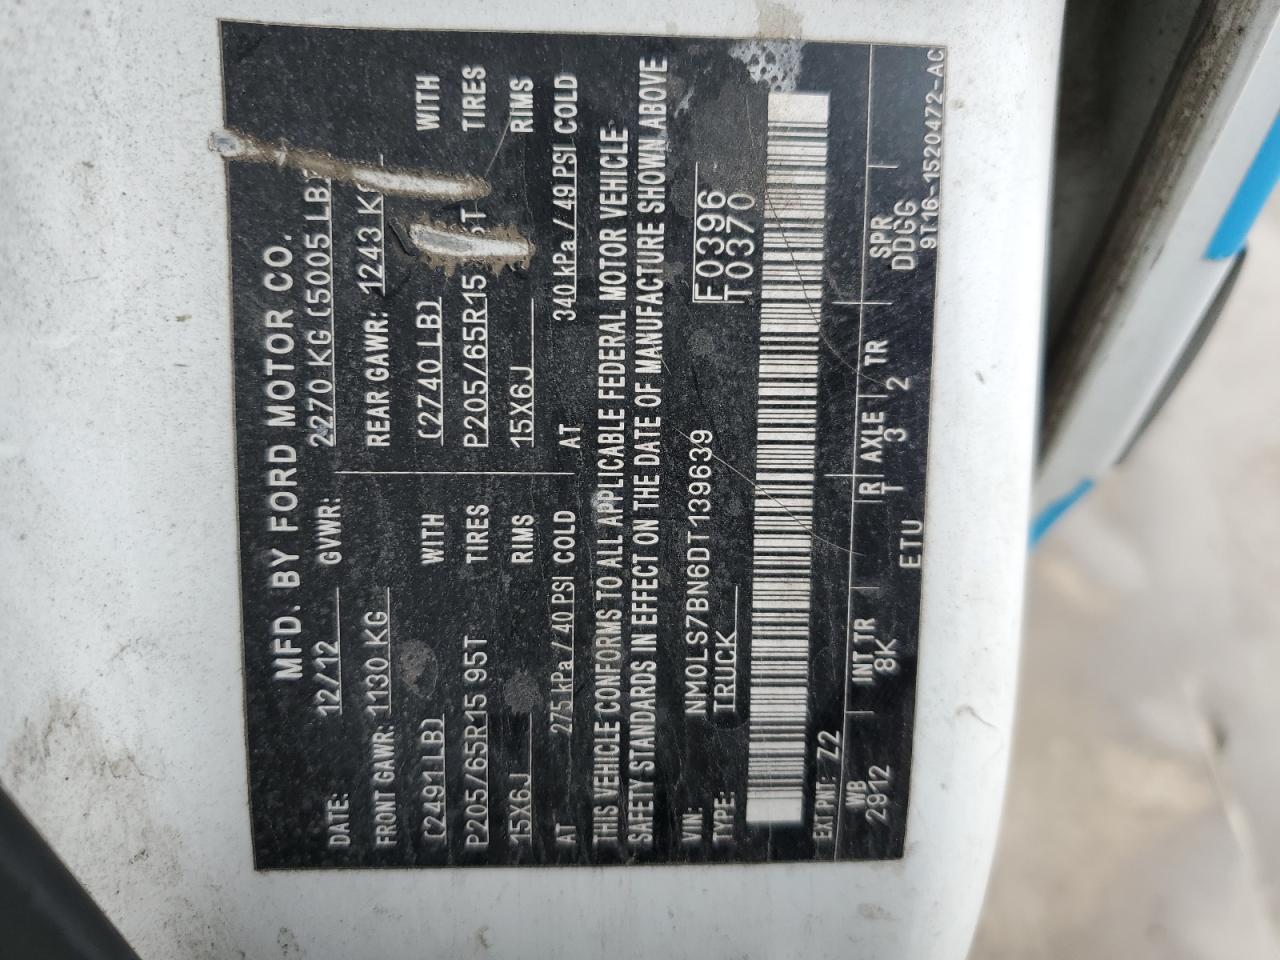 MFD. BY FORD MOTOR CO.
DATE: 12/12 GVWR: 2270 KG (5005 LB)
FRONT GAWR: 1130 KG REAR GAWR: 1243 KG
(2491LB) WITH (2740 LB) WITH
P205/65R15 95T TIRES P205/65R15 TIRES
15X6J RIMS 15X6J RIMS
AT 275 kPa / 40 PSI COLD AT 340 kPa / 49 PSI COLD
THIS VEHICLE CONFORMS TO ALL APPLICABLE FEDERAL MOTOR VEHICLE
SAFETY STANDARDS IN EFFECT ON THE DATE OF MANUFACTURE SHOWN ABOVE
VIN: NM0LS7BN6DT139639 F0396
TYPE: TRUCK T0370
EXT PNT: Z2
WB INT TR R AXLE TR SPR
2912 8K T 3 2 DDGG
ETU 9T16-1520472-AC